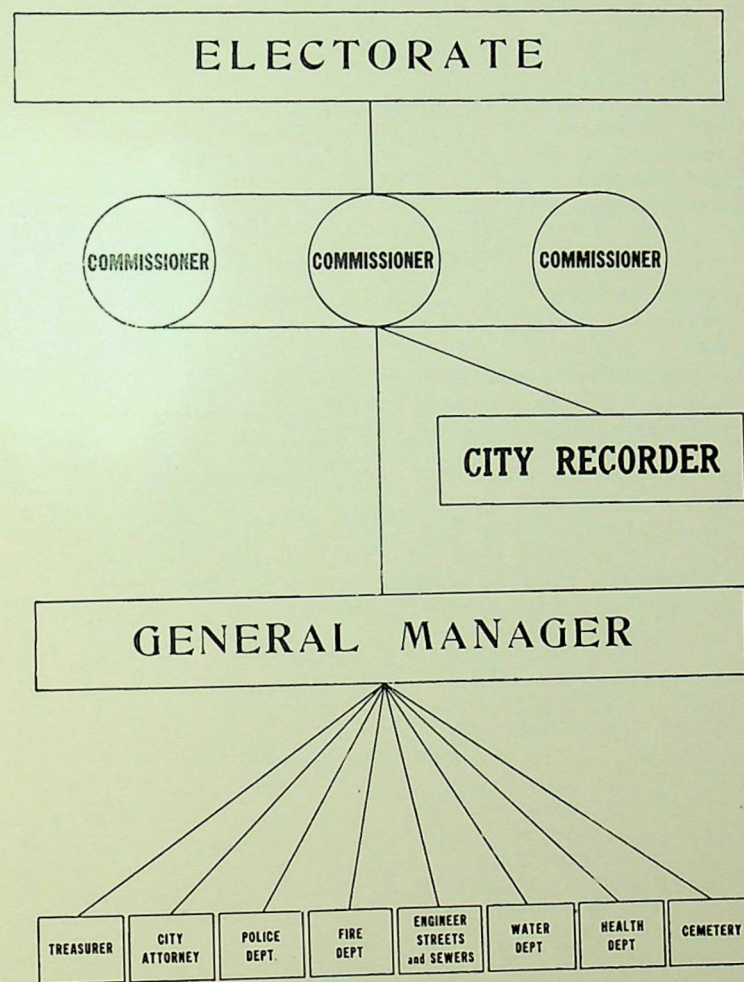 ELECTORATE
COMMISSIONER COMMISSIONER COMMISSIONER
CITY RECORDER
GENERAL MANAGER
TREASURER
CITY
ATTORNEY
POLICE
DEPT.
FIRE
DEPT
ENGINEER
STREETS
and SEWERS
WATER
DEPT
HEALTH
DEPT
CEMETERY